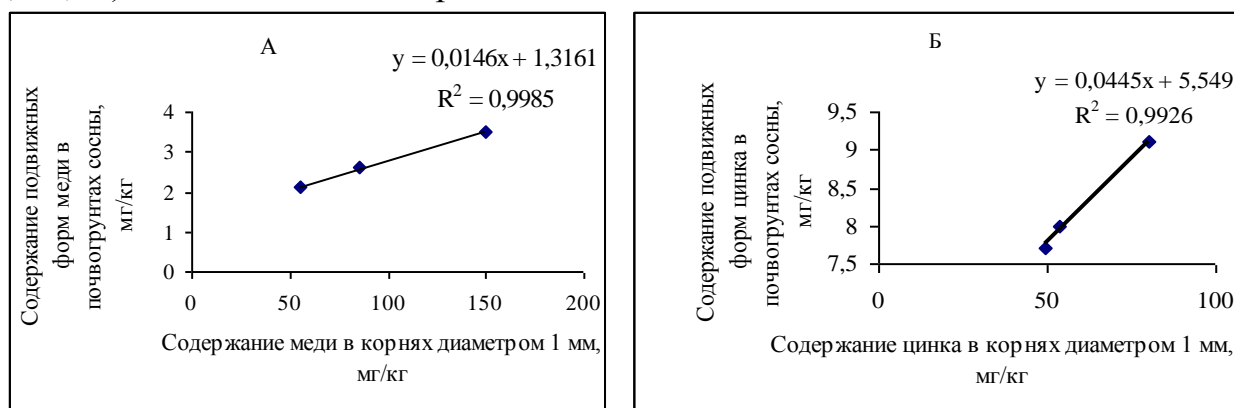 А
y = 0,0146x + 1,3161
R² = 0,9985
Содержание подвижных
форм меди в
почвогрунтах сосны,
мг/кг
4
3
2
1
0
0 50 100 150 200
Содержание меди в корнях диаметром 1 мм,
мг/кг
Б
y = 0,0445x + 5,549
R² = 0,9926
Содержание подвижных
форм цинка в
почвогрунтах сосны,
мг/кг
9,5
9
8,5
8
7,5
0 50 100
Содержание цинка в корнях диаметром 1 мм,
мг/кг